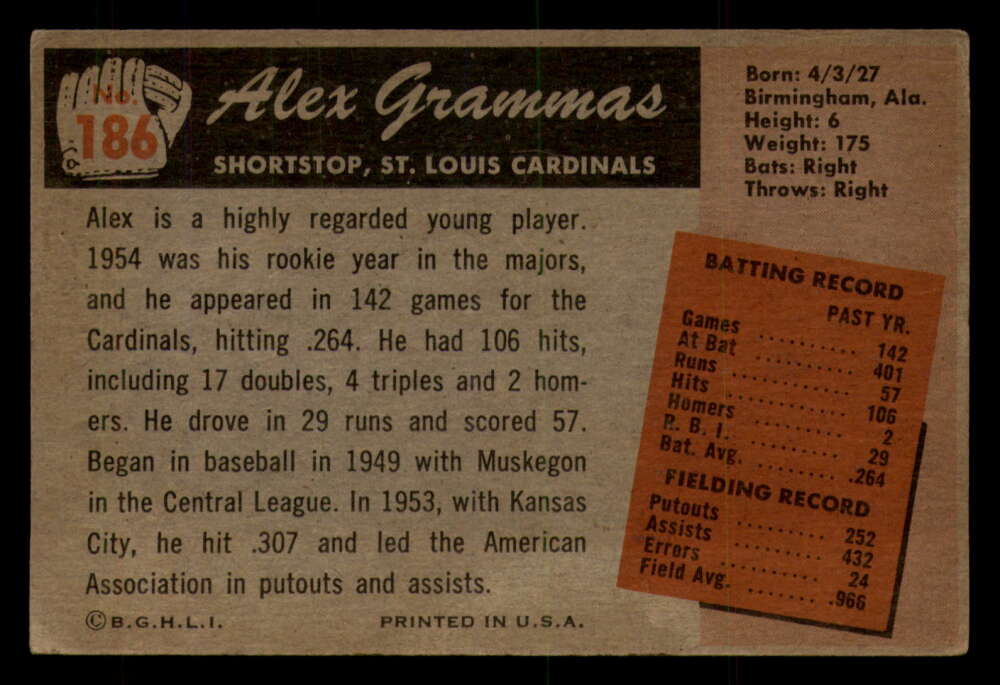 No.
186
Alex Grammas
SHORTSTOP, ST. LOUIS CARDINALS
Born: 4/3/27
Birmingham, Ala.
Height: 6
Weight: 175
Bats: Right
Throws: Right
Alex is a highly regarded young player.
1954 was his rookie year in the majors,
and he appeared in 142 games for the
Cardinals, hitting .264. He had 106 hits,
including 17 doubles, 4 triples and 2 hom-
ers. He drove in 29 runs and scored 57.
Began in baseball in 1949 with Muskegon
in the Central League. In 1953, with Kansas
City, he hit .307 and led the American
Association in putouts and assists.
BATTING RECORD
PAST YR.
Games .......... 142
At Bat .......... 401
Runs ............ 57
Hits ............ 106
Homers ......... 2
R. B. I. ......... 29
Bat. Avg. ........ .264
FIELDING RECORD
Putouts ........ 252
Assists ......... 432
Errors .......... 24
Field Avg. ....... .966
©B.G.H.L.I.
PRINTED IN U.S.A.